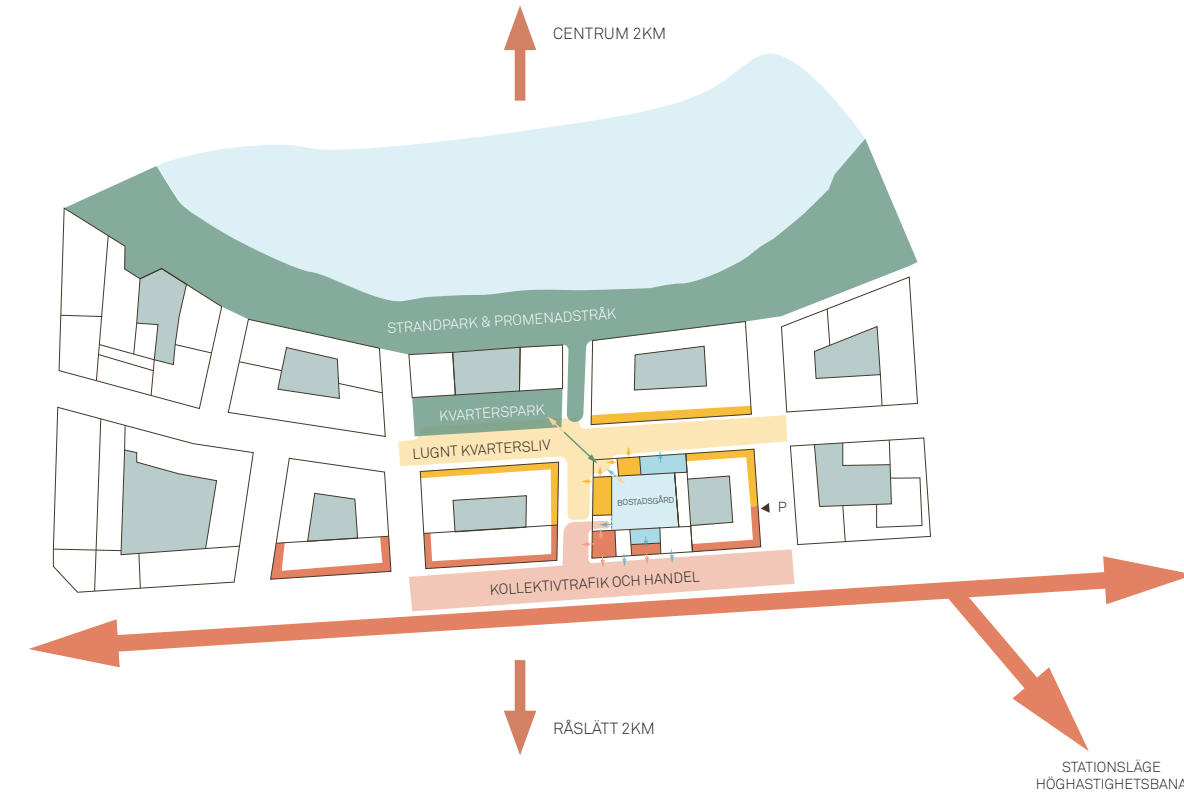 CENTRUM 2KM
STRANDPARK & PROMENADSTRÅK
KVARTERSPARK
LUGNT KVARTERSLIV
BOSTADSGÅRD
P
KOLLEKTIVTRAFIK OCH HANDEL
RÅSLÄTT 2KM
STATIONSLÄGE
HÖGHASTIGHETSBANA